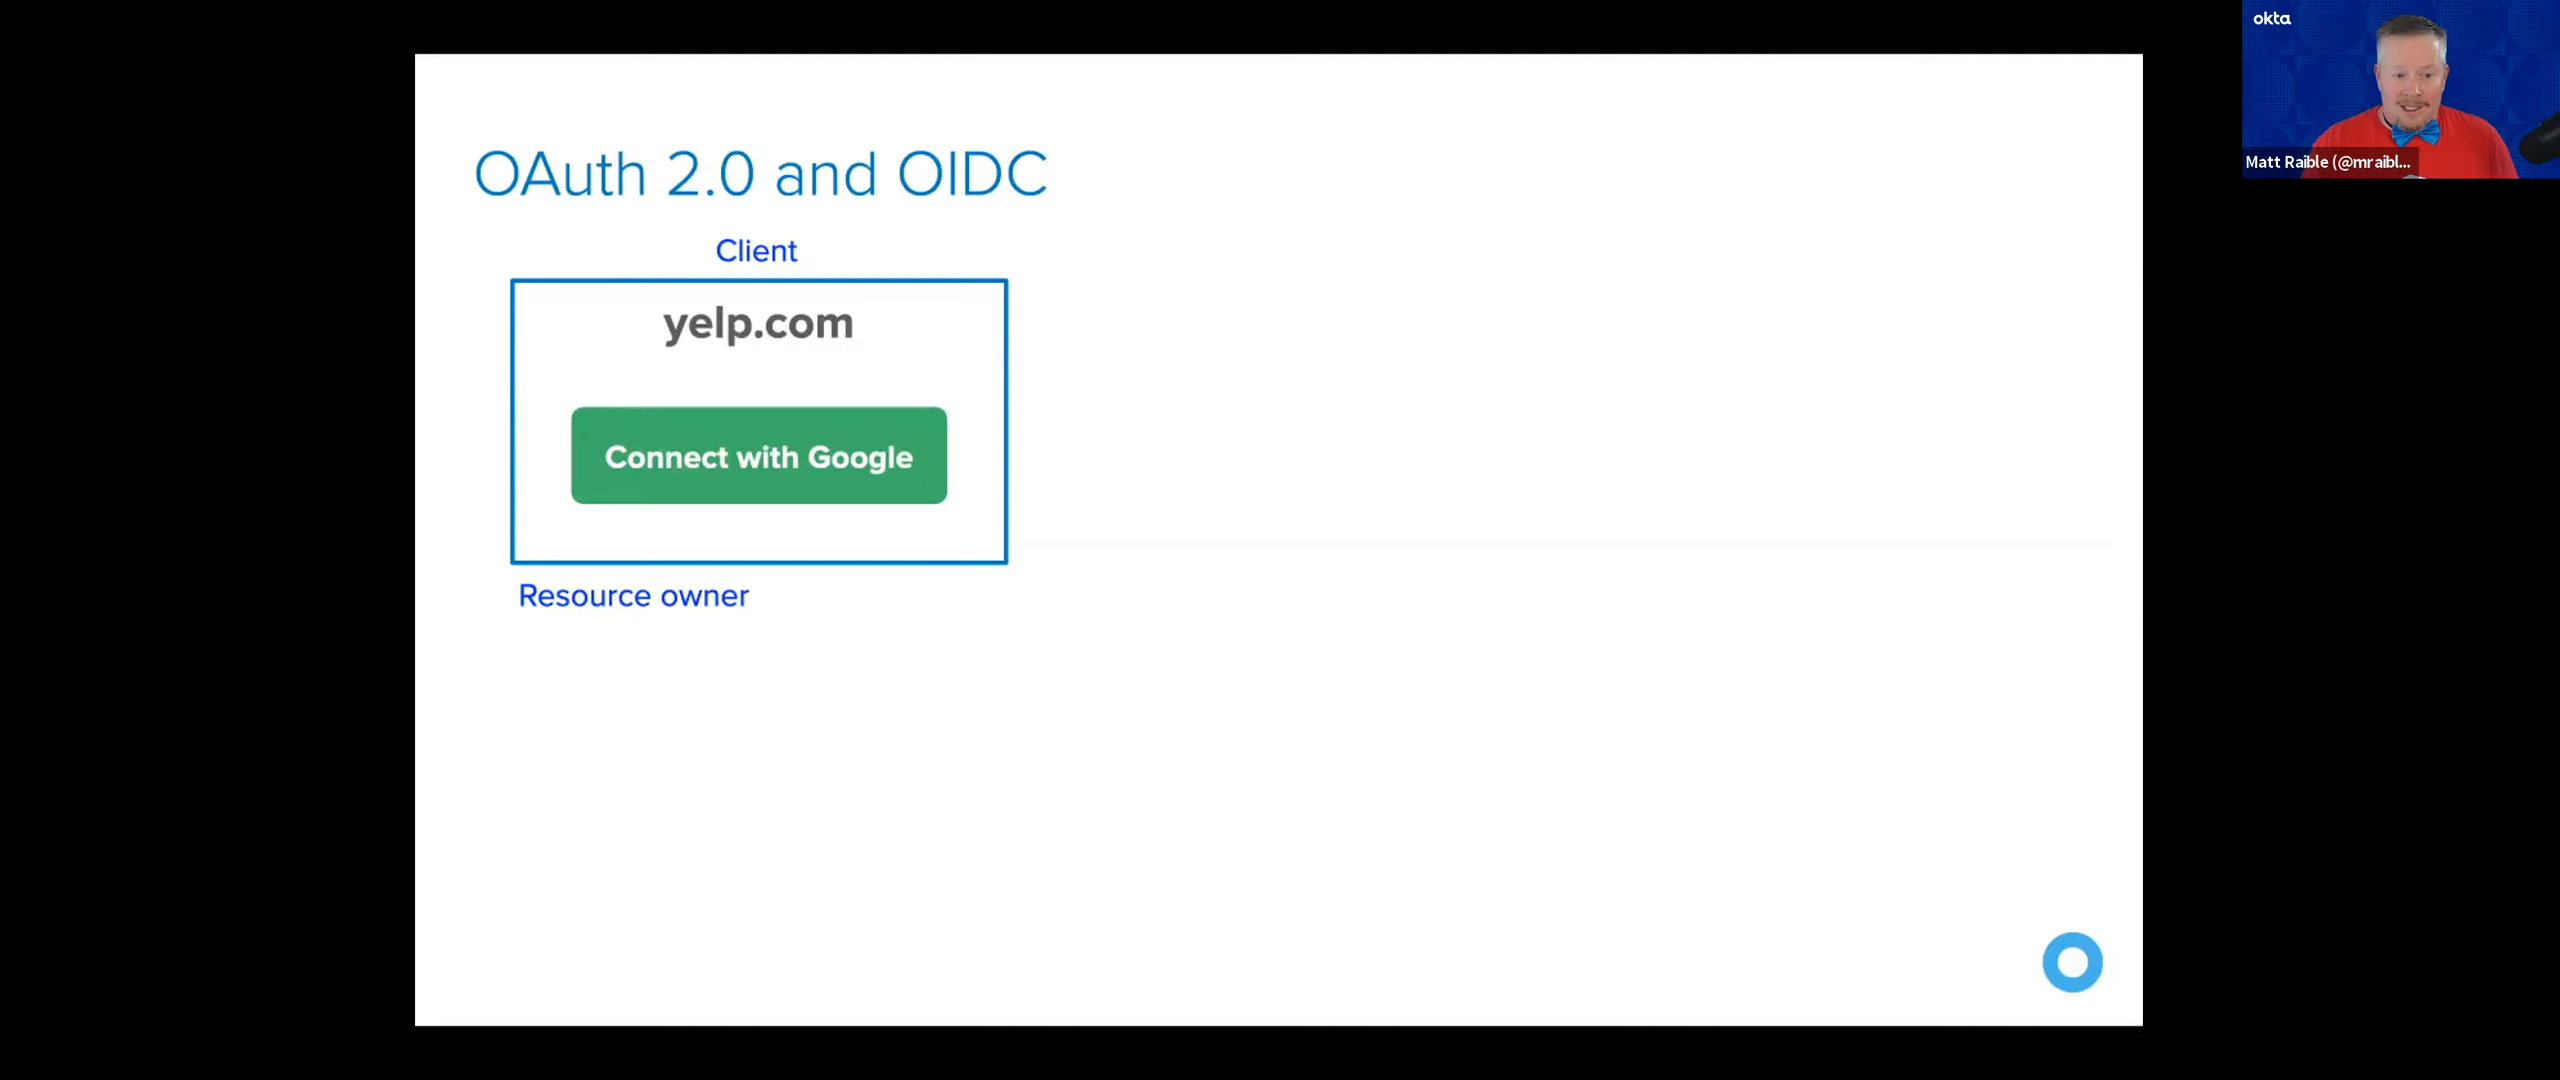 okta
Matt Raible (@mraibl...
OAuth 2.0 and OIDC
Client
yelp.com
Connect with Google
Resource owner